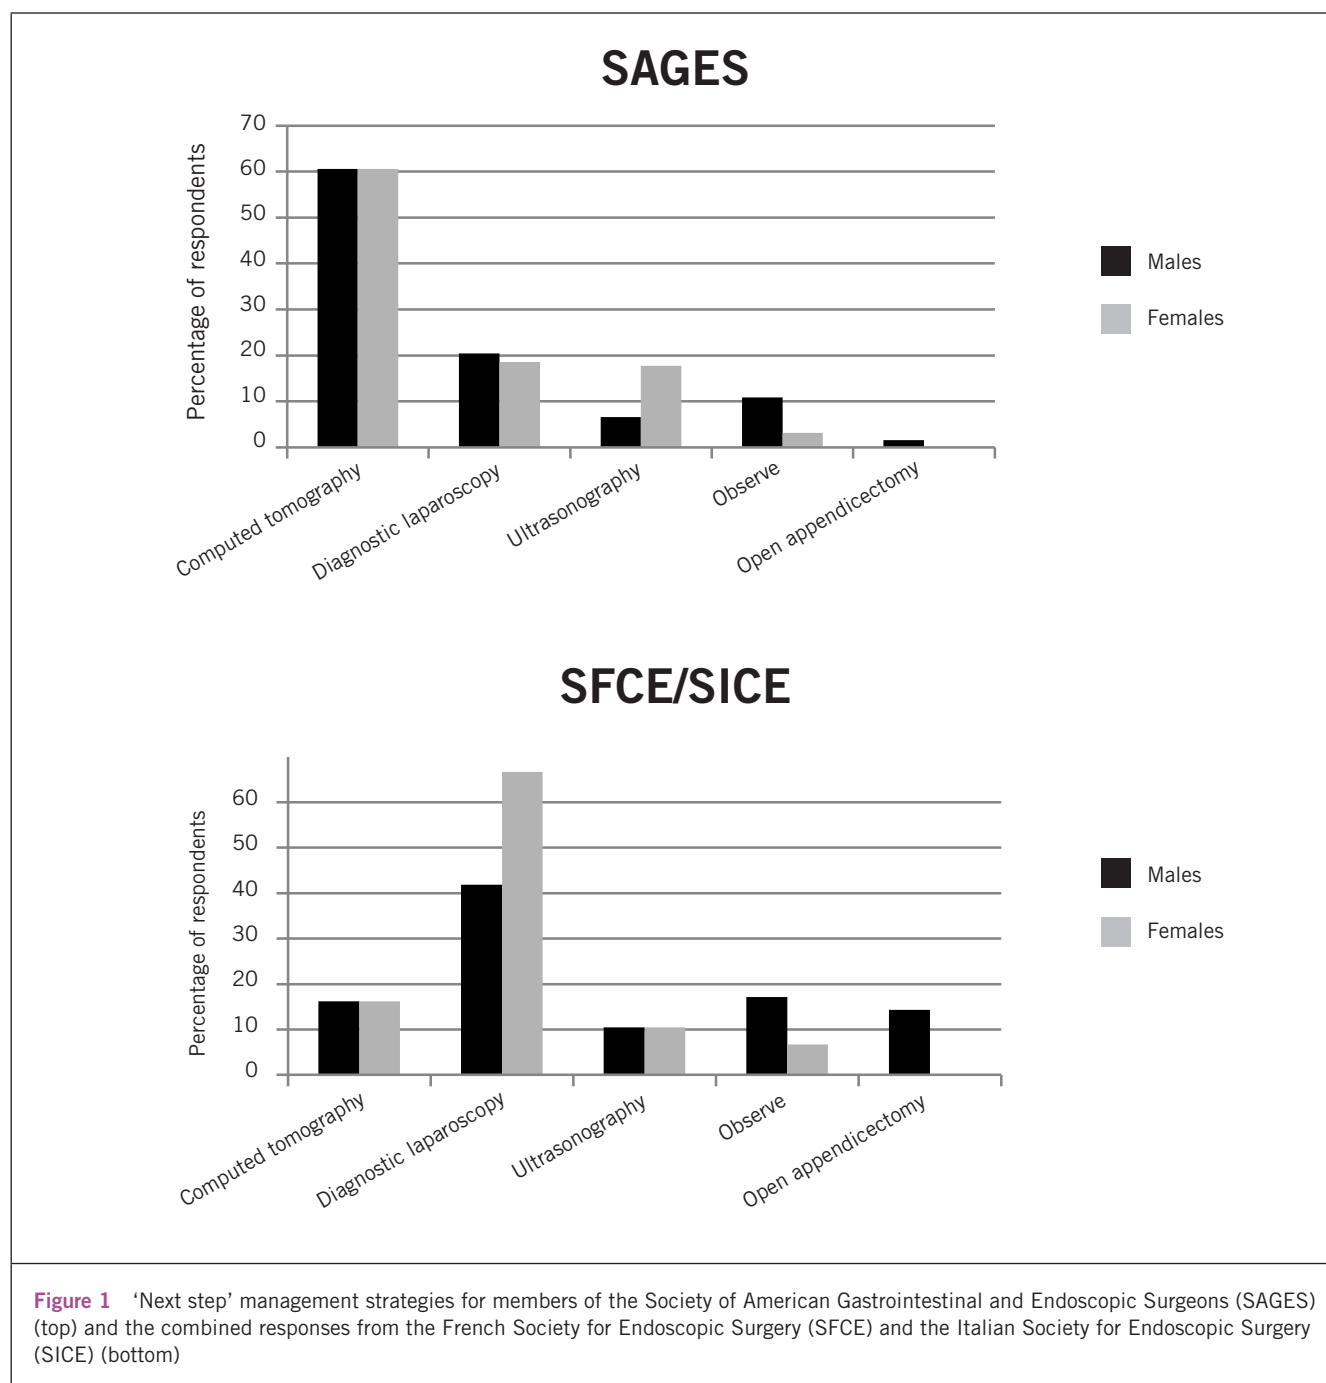 SAGES
Percentage of respondents
70
60
50
40
30
20
10
0
Computed tomography
Diagnostic laparoscopy
Ultrasonography
Observe
Open appendicectomy
Males
Females
SFCE/SICE
Percentage of respondents
60
50
40
30
20
10
0
Computed tomography
Diagnostic laparoscopy
Ultrasonography
Observe
Open appendicectomy
Males
Females
Figure 1 ‘Next step’ management strategies for members of the Society of American Gastrointestinal and Endoscopic Surgeons (SAGES)
(top) and the combined responses from the French Society for Endoscopic Surgery (SFCE) and the Italian Society for Endoscopic Surgery
(SICE) (bottom)